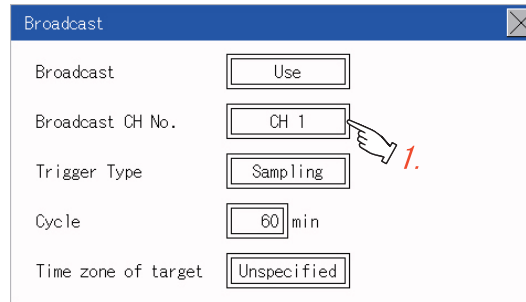 Broadcast
Broadcast Use
Broadcast CH No. CH 1
1.
Trigger Type Sampling
Cycle 60 min
Time zone of target Unspecified